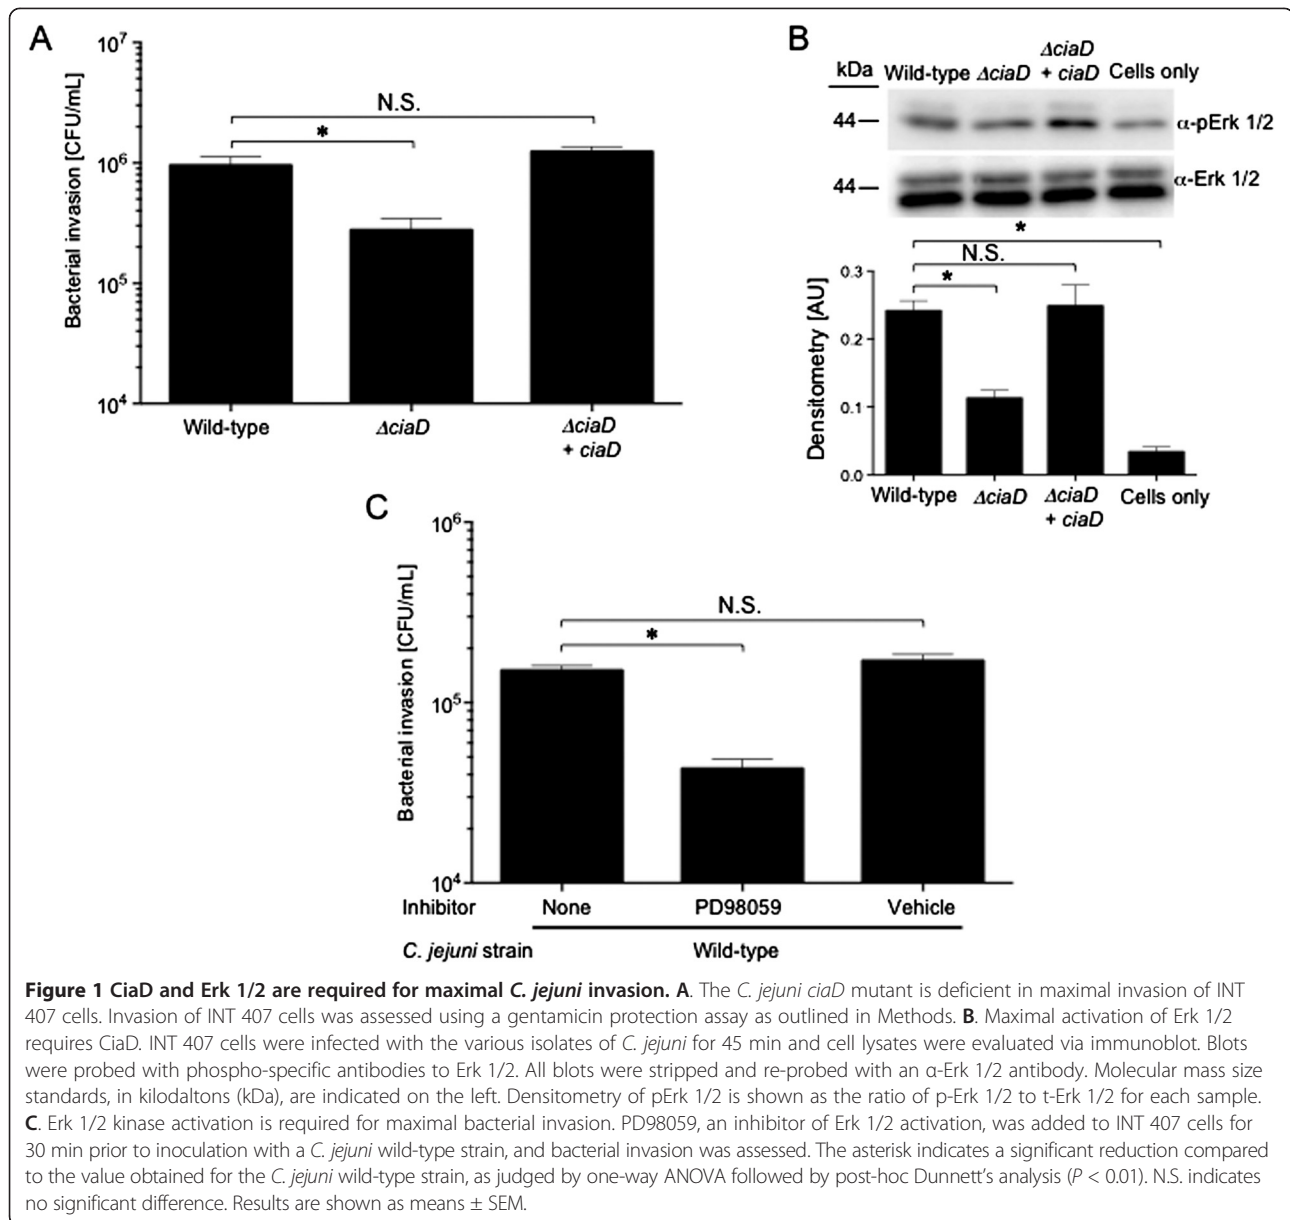 A
Bacterial invasion [CFU/mL]
10⁷
10⁶
10⁵
10⁴
N.S.
*
Wild-type
ΔciaD
ΔciaD
+ ciaD
B
kDa
Wild-type
ΔciaD
ΔciaD
+ ciaD
Cells only
44
α-pErk 1/2
44
α-Erk 1/2
*
N.S.
*
Densitometry [AU]
0.3
0.2
0.1
0.0
Wild-type
ΔciaD
ΔciaD
+ ciaD
Cells only
C
Bacterial invasion [CFU/mL]
10⁶
10⁵
10⁴
N.S.
*
Inhibitor None PD98059 Vehicle
C. jejuni strain Wild-type
Figure 1 CiaD and Erk 1/2 are required for maximal C. jejuni invasion. A. The C. jejuni ciaD mutant is deficient in maximal invasion of INT
407 cells. Invasion of INT 407 cells was assessed using a gentamicin protection assay as outlined in Methods. B. Maximal activation of Erk 1/2
requires CiaD. INT 407 cells were infected with the various isolates of C. jejuni for 45 min and cell lysates were evaluated via immunoblot. Blots
were probed with phospho-specific antibodies to Erk 1/2. All blots were stripped and re-probed with an α-Erk 1/2 antibody. Molecular mass size
standards, in kilodaltons (kDa), are indicated on the left. Densitometry of pErk 1/2 is shown as the ratio of p-Erk 1/2 to t-Erk 1/2 for each sample.
C. Erk 1/2 kinase activation is required for maximal bacterial invasion. PD98059, an inhibitor of Erk 1/2 activation, was added to INT 407 cells for
30 min prior to inoculation with a C. jejuni wild-type strain, and bacterial invasion was assessed. The asterisk indicates a significant reduction compared
to the value obtained for the C. jejuni wild-type strain, as judged by one-way ANOVA followed by post-hoc Dunnett’s analysis (P < 0.01). N.S. indicates
no significant difference. Results are shown as means ± SEM.